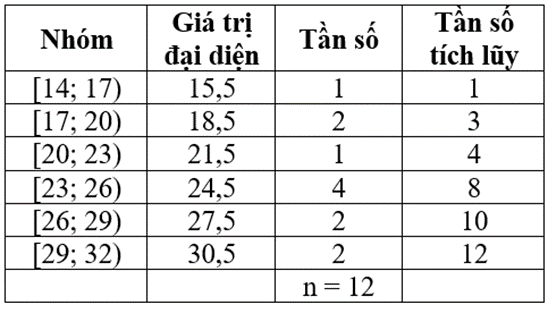 Nhóm Giá trị đại diện Tần số Tần số tích lũy
[14; 17) 15,5 1 1
[17; 20) 18,5 2 3
[20; 23) 21,5 1 4
[23; 26) 24,5 4 8
[26; 29) 27,5 2 10
[29; 32) 30,5 2 12
n = 12